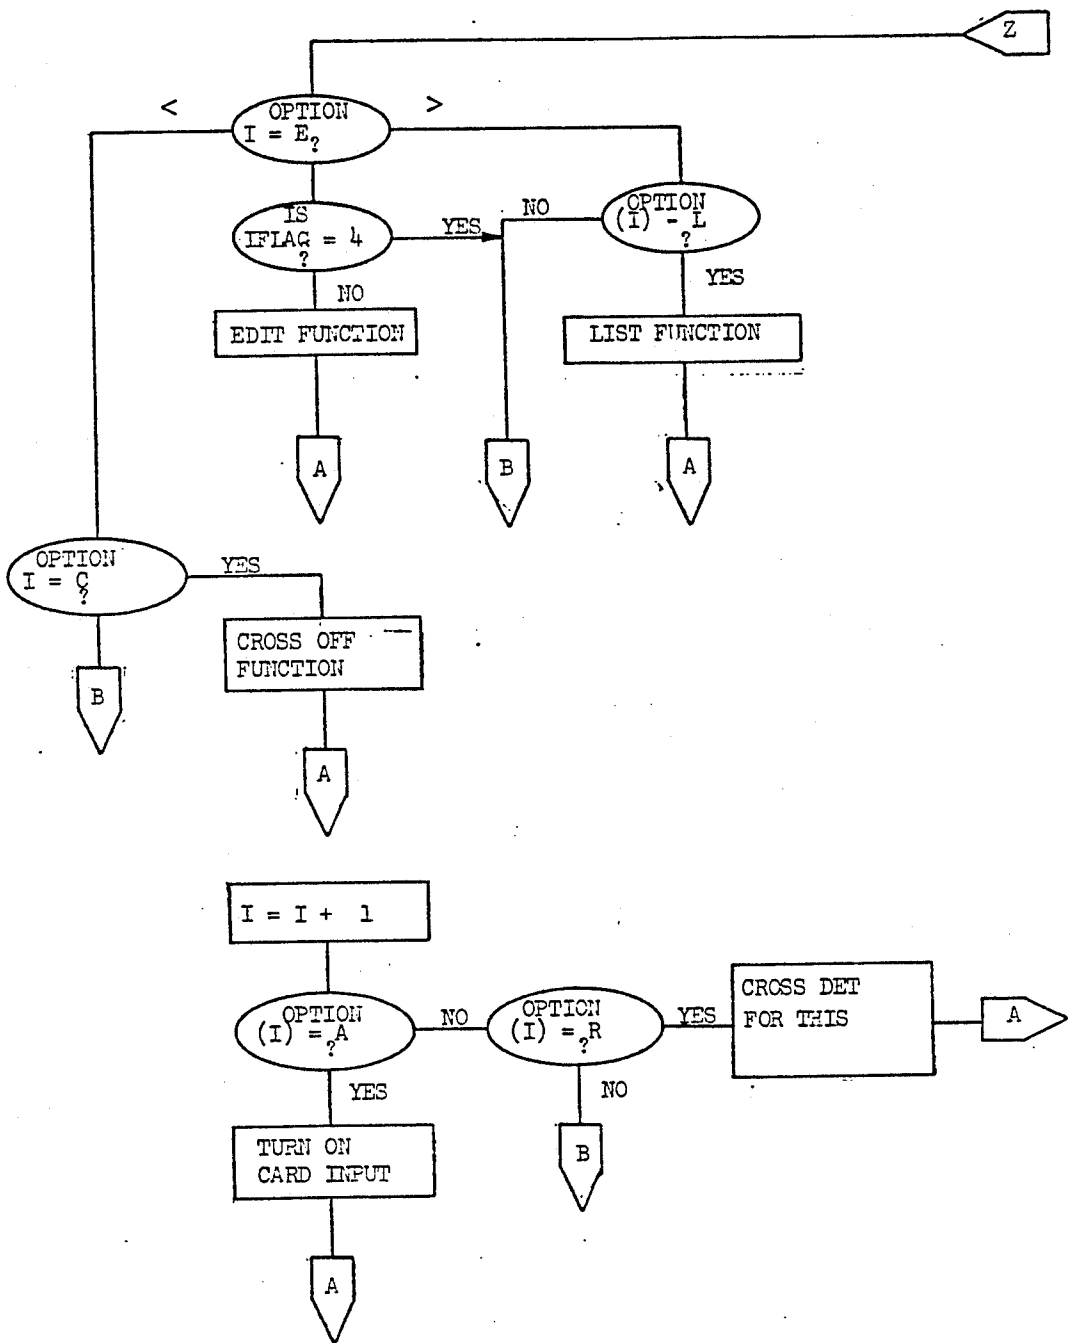 Z
< >
OPTION
I = E
?
IS
IFLAG = 4
?
YES
NO
OPTION
(I) - L
?
NO
YES
EDIT FUNCTION
LIST FUNCTION
A
B
A
OPTION
I = C
?
YES
CROSS OFF
FUNCTION
B
A
I = I + 1
OPTION
(I) = A
?
NO
OPTION
(I) = R
?
YES
CROSS DET
FOR THIS
A
YES
NO
TURN ON
CARD INPUT
B
A